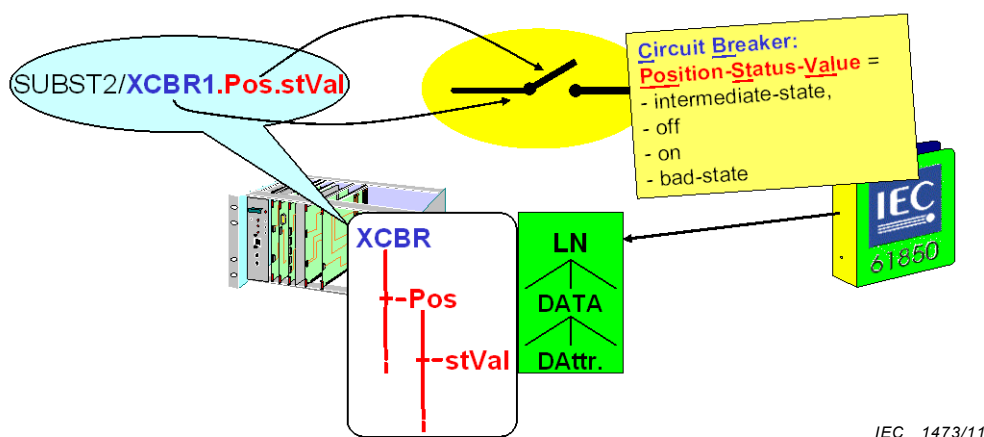 SUBST2/XCBR1.Pos.stVal
Circuit Breaker:
Position-Status-Value =
- intermediate-state,
- off
- on
- bad-state
IEC
61850
XCBR
Pos
stVal
LN
DATA
DAttr.
IEC 1473/11